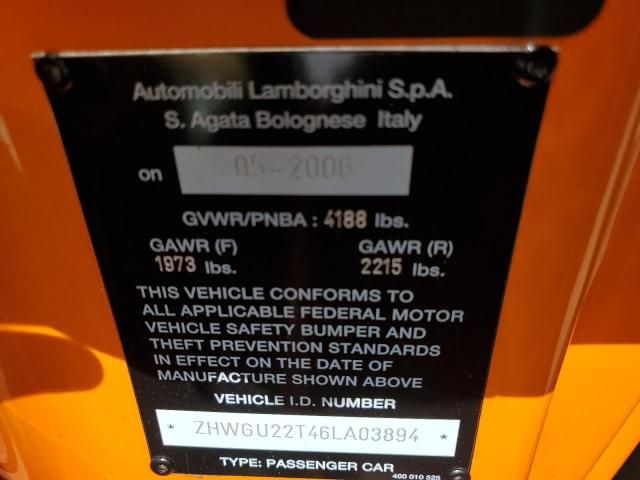 Automobili Lamborghini S.p.A.
S. Agata Bolognese Italy
on 05-2006
GVWR/PNBA : 4188 lbs.
GAWR (F) GAWR (R)
1973 lbs. 2215 lbs.
THIS VEHICLE CONFORMS TO
ALL APPLICABLE FEDERAL MOTOR
VEHICLE SAFETY BUMPER AND
THEFT PREVENTION STANDARDS
IN EFFECT ON THE DATE OF
MANUFACTURE SHOWN ABOVE
VEHICLE I.D. NUMBER
* ZHWGU22T46LA03894 *
TYPE: PASSENGER CAR
400 010 525